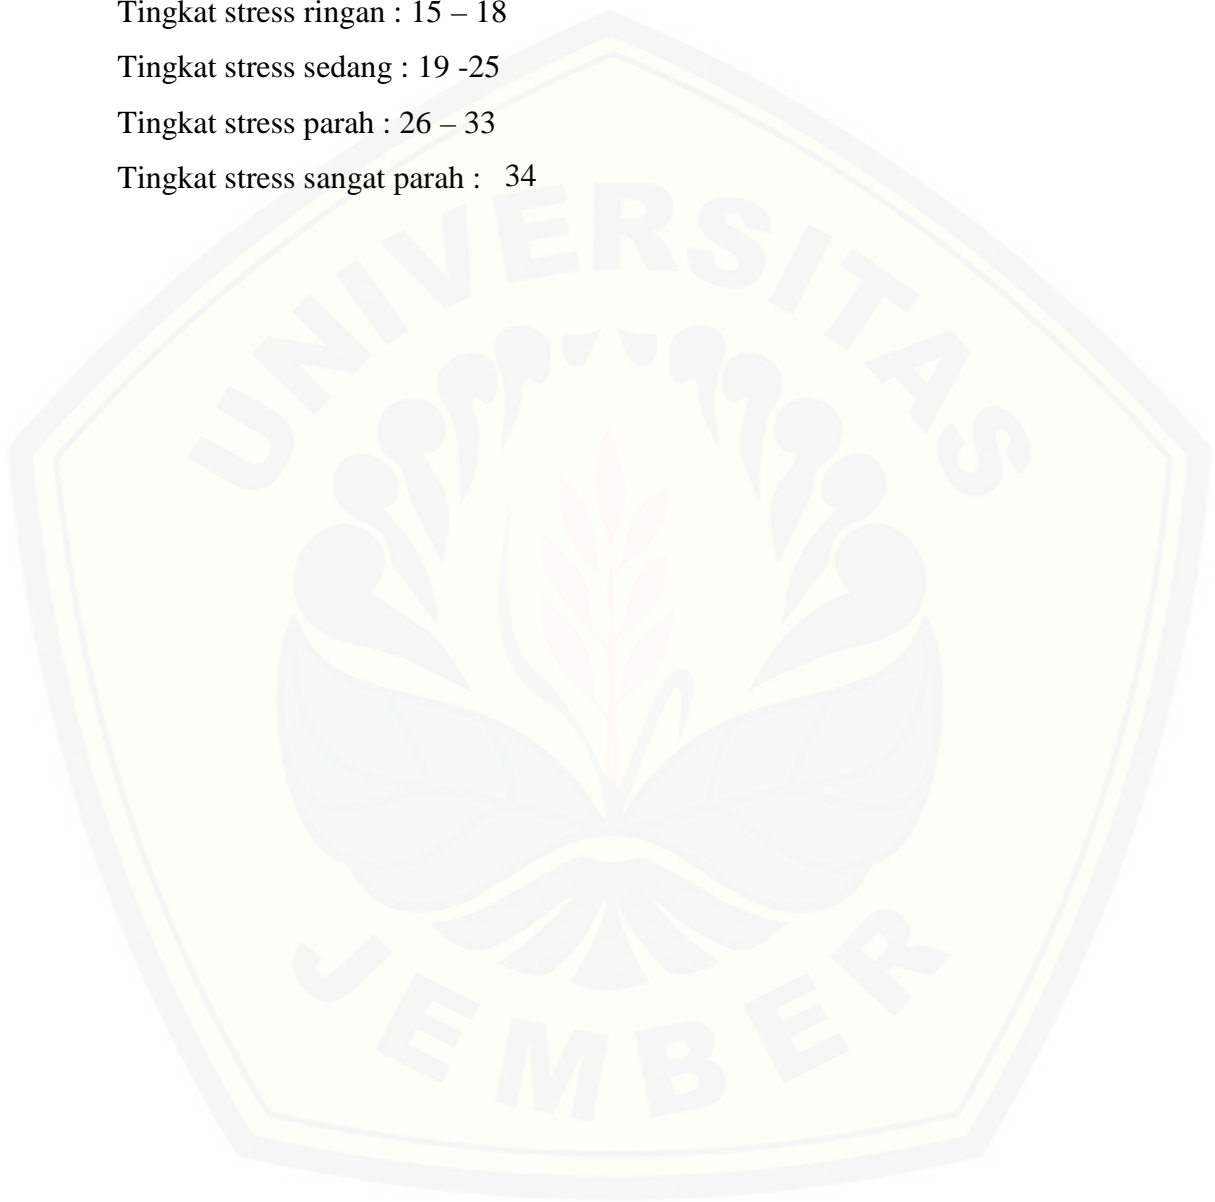 Tingkat stress ringan : 15 – 18
Tingkat stress sedang : 19 -25
Tingkat stress parah : 26 – 33
Tingkat stress sangat parah : 34
UNIVERSITAS
JEMBER